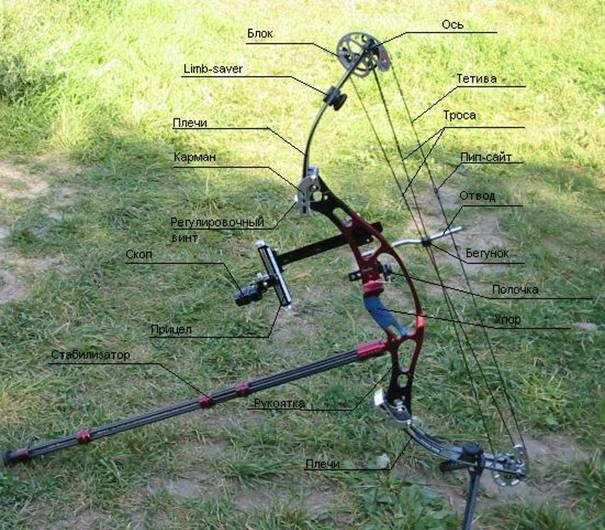 Блок
Ось
Limb-saver
Тетива
Плечи
Троса
Карман
Пип-сайт
Отвод
Регулировочный
винт
Скоп
Бегунок
Полочка
Прицел
Упор
Стабилизатор
Рукоятка
Плечи